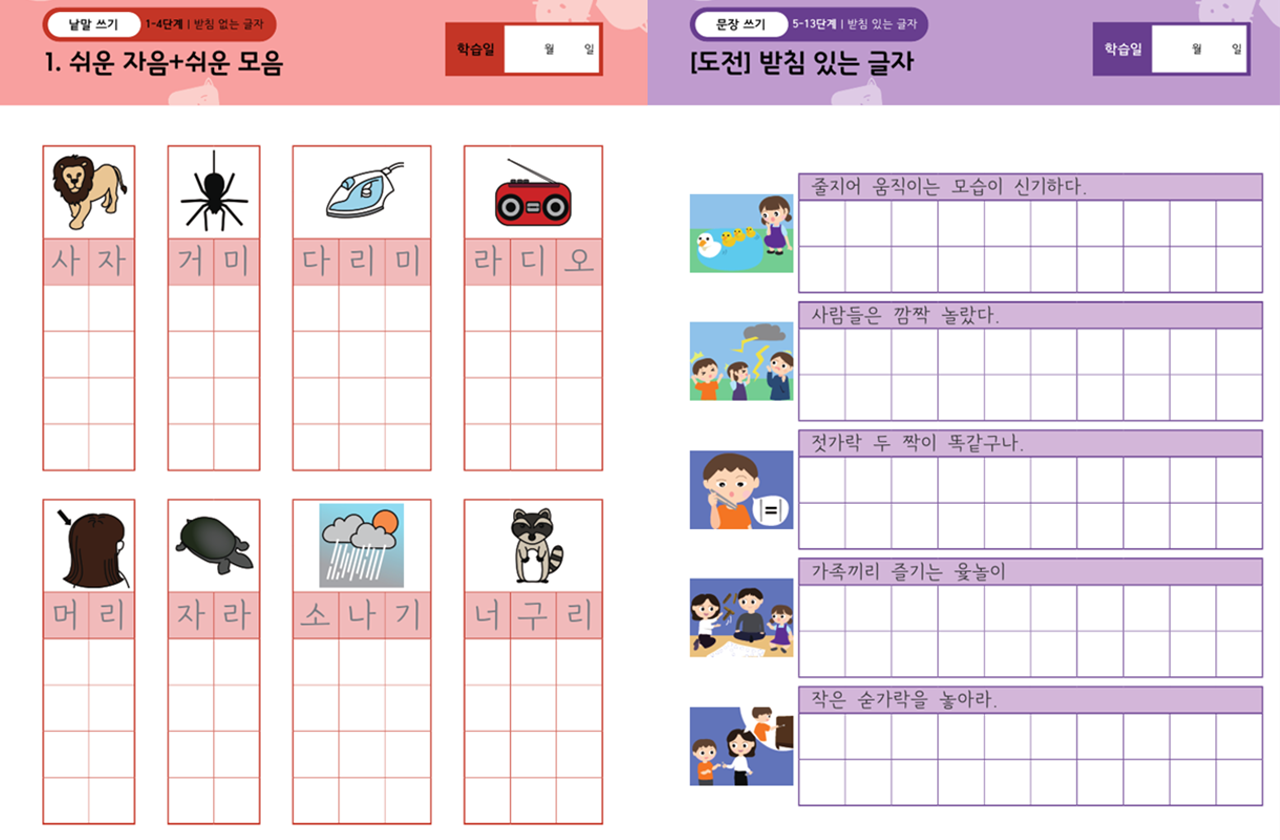 낱말 쓰기 1-4단계 | 받침 없는 글자
1. 쉬운 자음+쉬운 모음
학습일 월 일
사자 거미 다리미 라디오
머리 자라 소나기 너구리
문장 쓰기 5-13단계 | 받침 있는 글자
[도전] 받침 있는 글자
학습일 월 일
줄지어 움직이는 모습이 신기하다.
사람들은 깜짝 놀랐다.
젓가락 두 짝이 똑같구나.
=
가족끼리 즐기는 윷놀이
작은 숟가락을 놓아라.